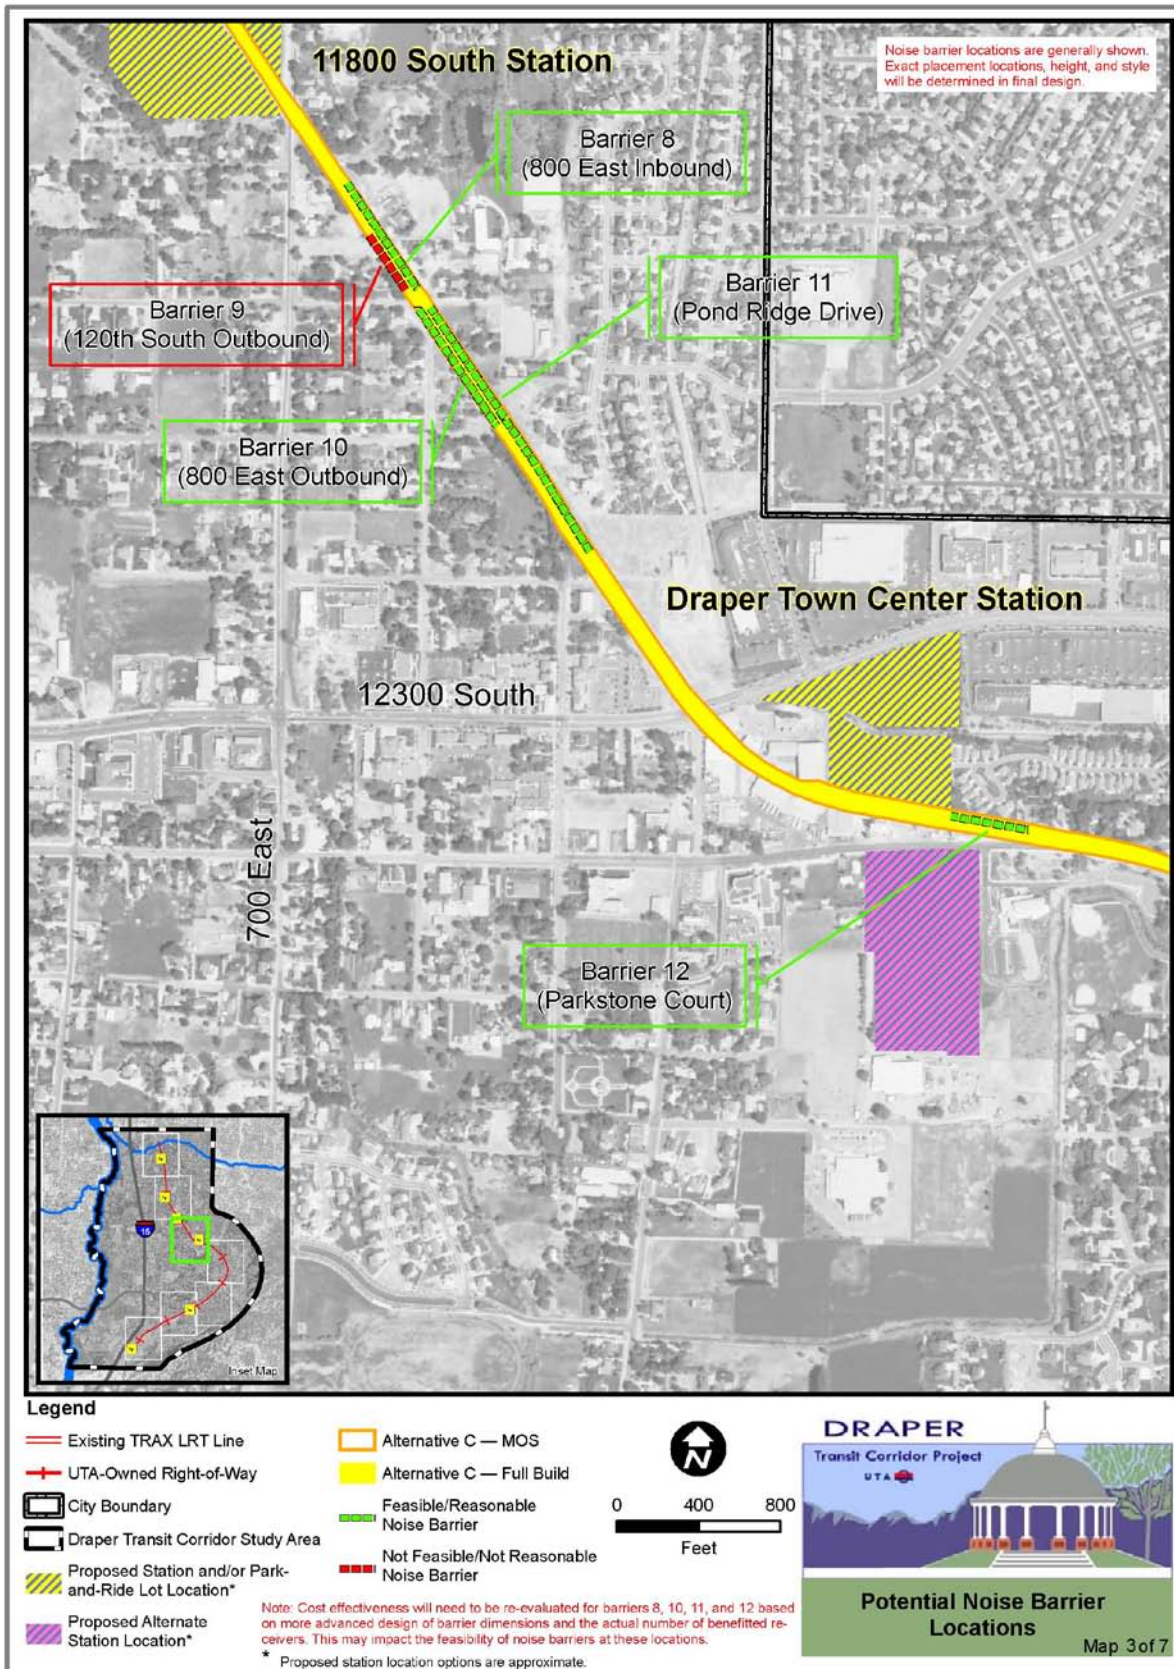 11800 South Station
Noise barrier locations are generally shown.
Exact placement locations, height, and style
will be determined in final design.
Barrier 8
(800 East Inbound)
Barrier 11
(Pond Ridge Drive)
Barrier 9
(120th South Outbound)
Barrier 10
(800 East Outbound)
Draper Town Center Station
12300 South
700 East
Barrier 12
(Parkstone Court)
15
Inset Map
Legend
Existing TRAX LRT Line
UTA-Owned Right-of-Way
City Boundary
Draper Transit Corridor Study Area
Proposed Station and/or Park-
and-Ride Lot Location*
Proposed Alternate
Station Location*
Alternative C — MOS
Alternative C — Full Build
Feasible/Reasonable
Noise Barrier
Not Feasible/Not Reasonable
Noise Barrier
N
0 400 800
Feet
Note: Cost effectiveness will need to be re-evaluated for barriers 8, 10, 11, and 12 based
on more advanced design of barrier dimensions and the actual number of benefitted re-
ceivers. This may impact the feasibility of noise barriers at these locations.
* Proposed station location options are approximate.
DRAPER
Transit Corridor Project
UTA
Potential Noise Barrier
Locations
Map 3 of 7